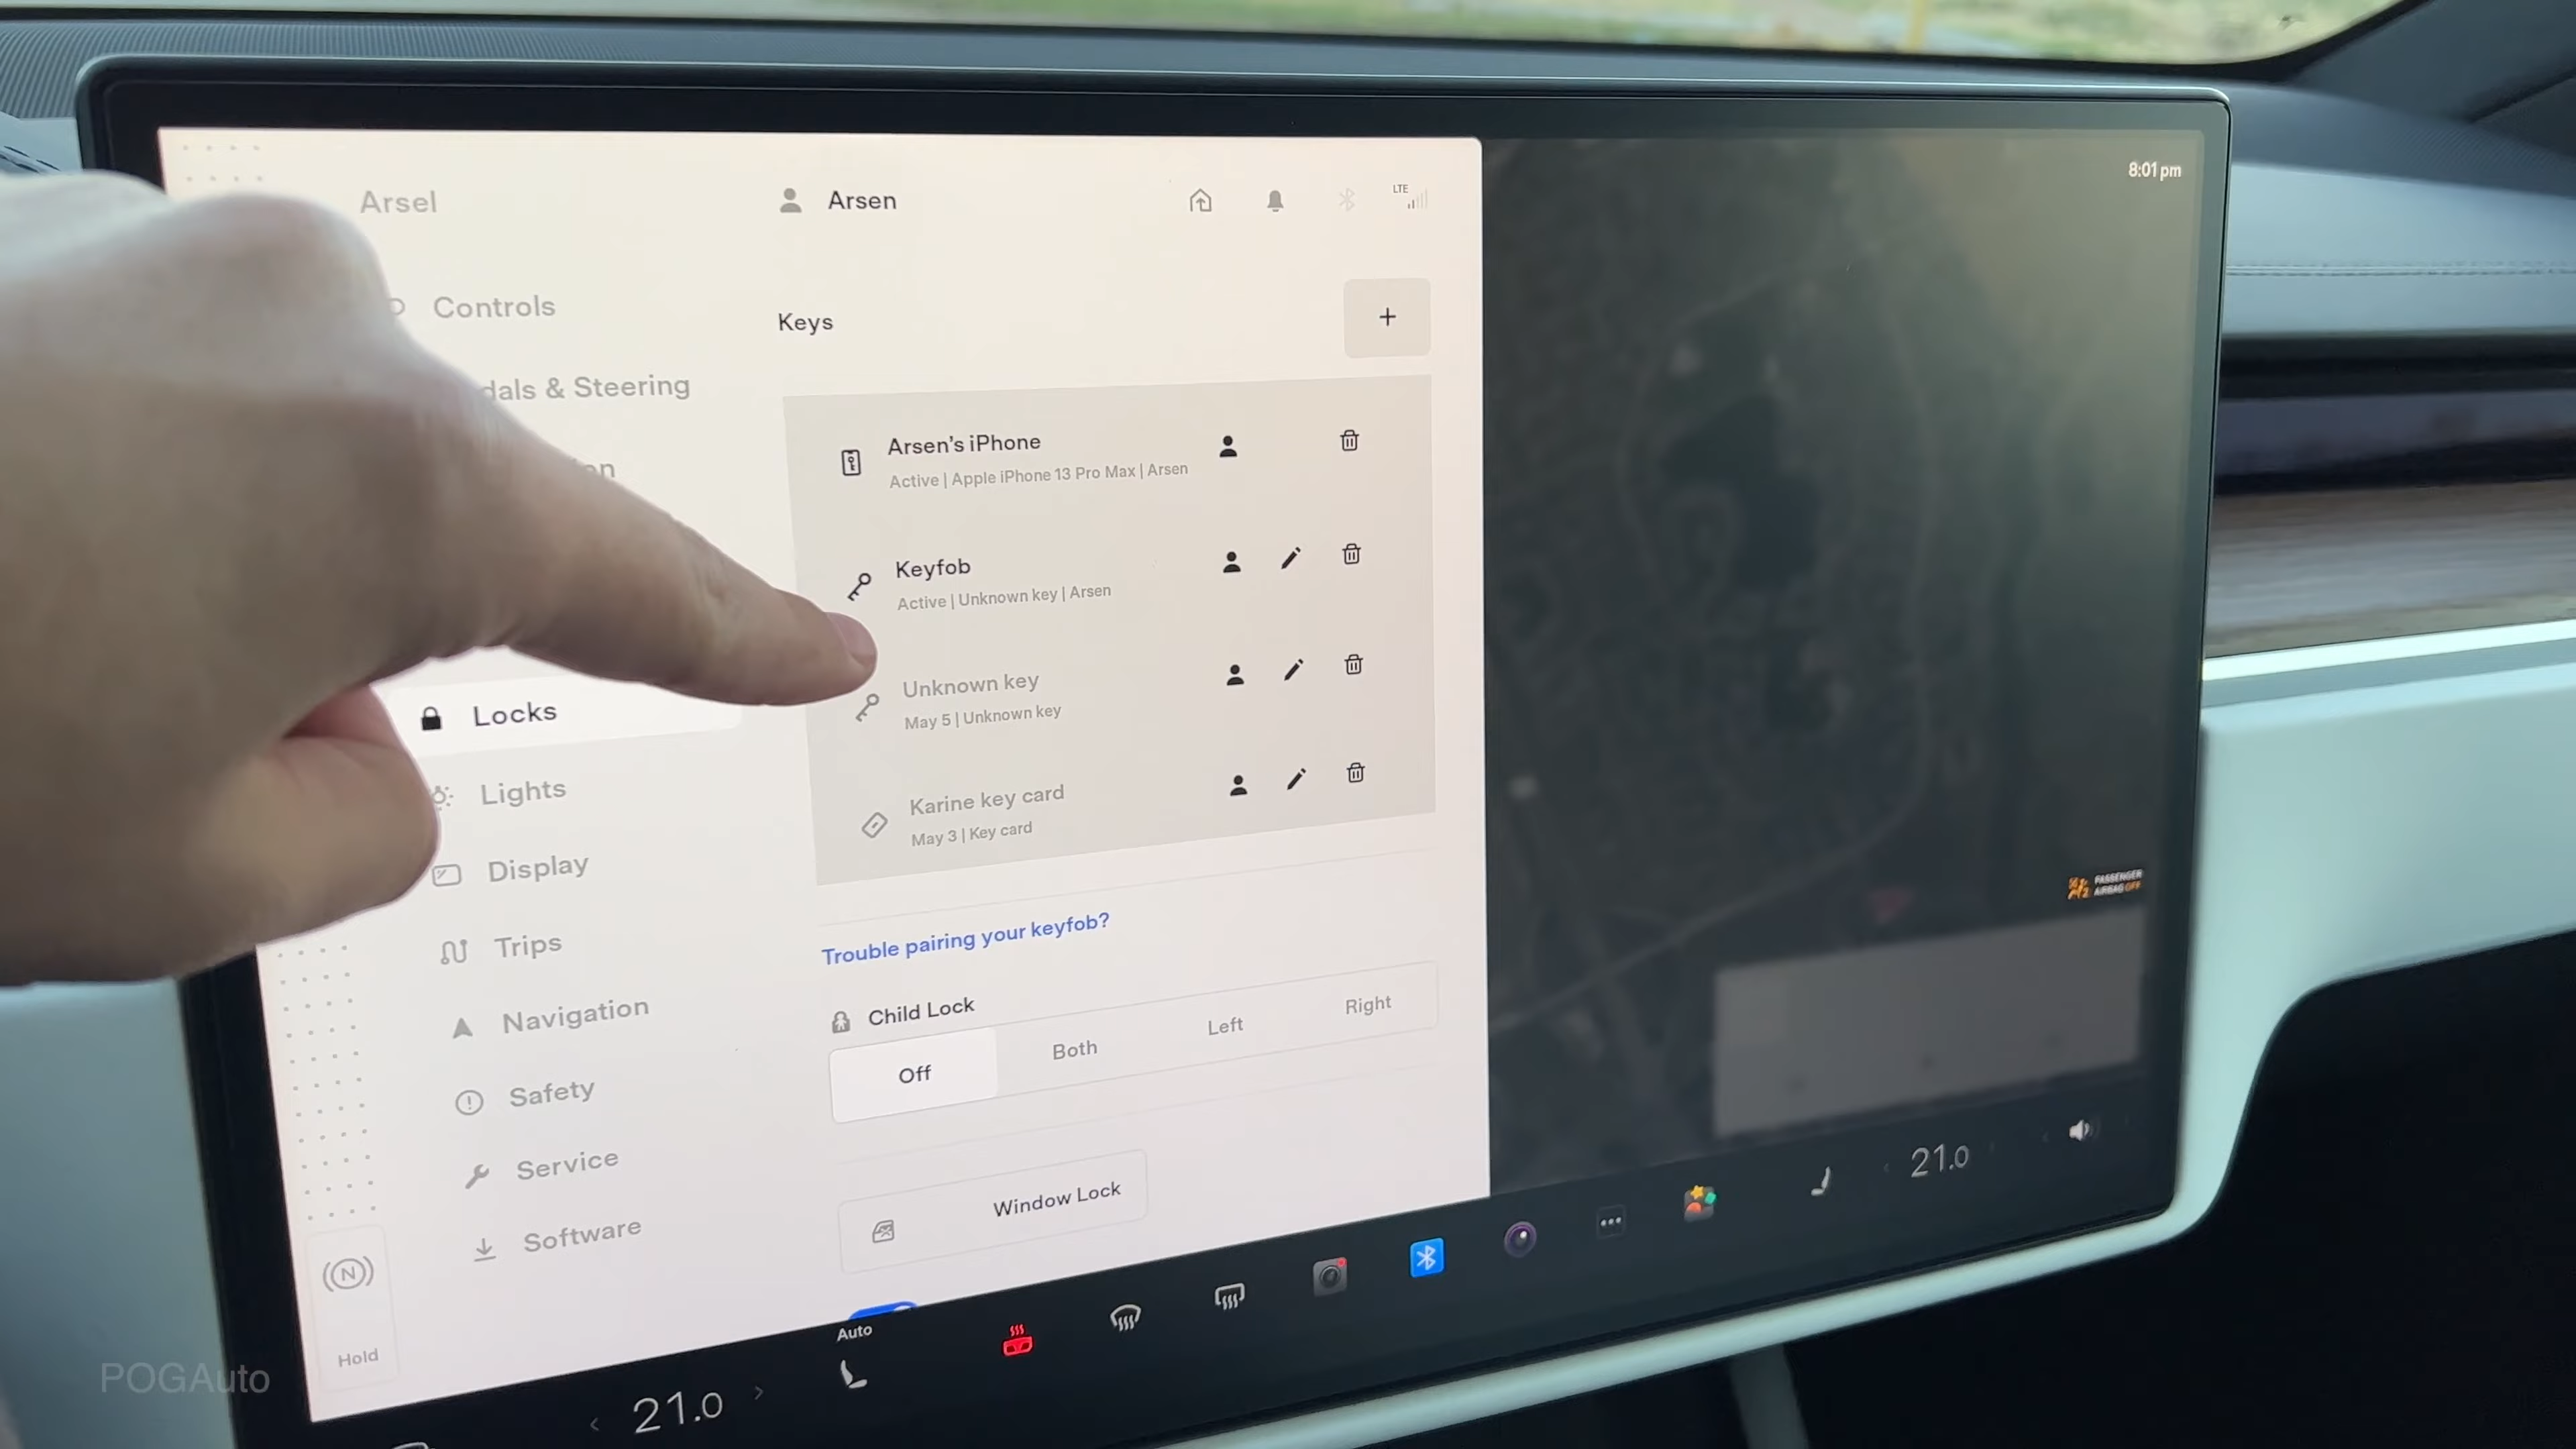 8:01 pm
Arsel
Arsen
LTE
Controls
dals & Steering
Locks
Lights
Display
Trips
Navigation
Safety
Service
Software
Keys
+
Arsen's iPhone
Active | Apple iPhone 13 Pro Max | Arsen
Keyfob
Active | Unknown key | Arsen
Unknown key
May 5 | Unknown key
Karine key card
May 3 | Key card
Trouble pairing your keyfob?
Child Lock
Off
Both
Left
Right
Window Lock
PASSENGER
AIRBAG OFF
N
Hold
Auto
21.0
21.0
POGAuto